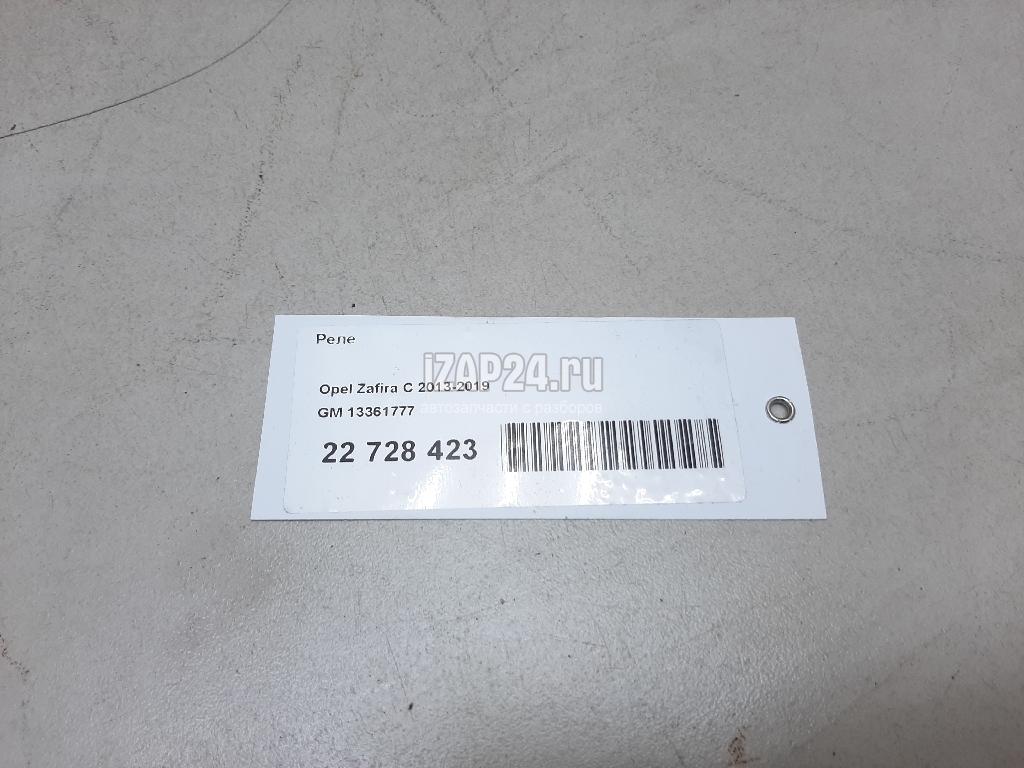 Реле
iZAP24.ru
Opel Zafira C 2013-2019
автозапчасти с разборов
GM 13361777
22 728 423